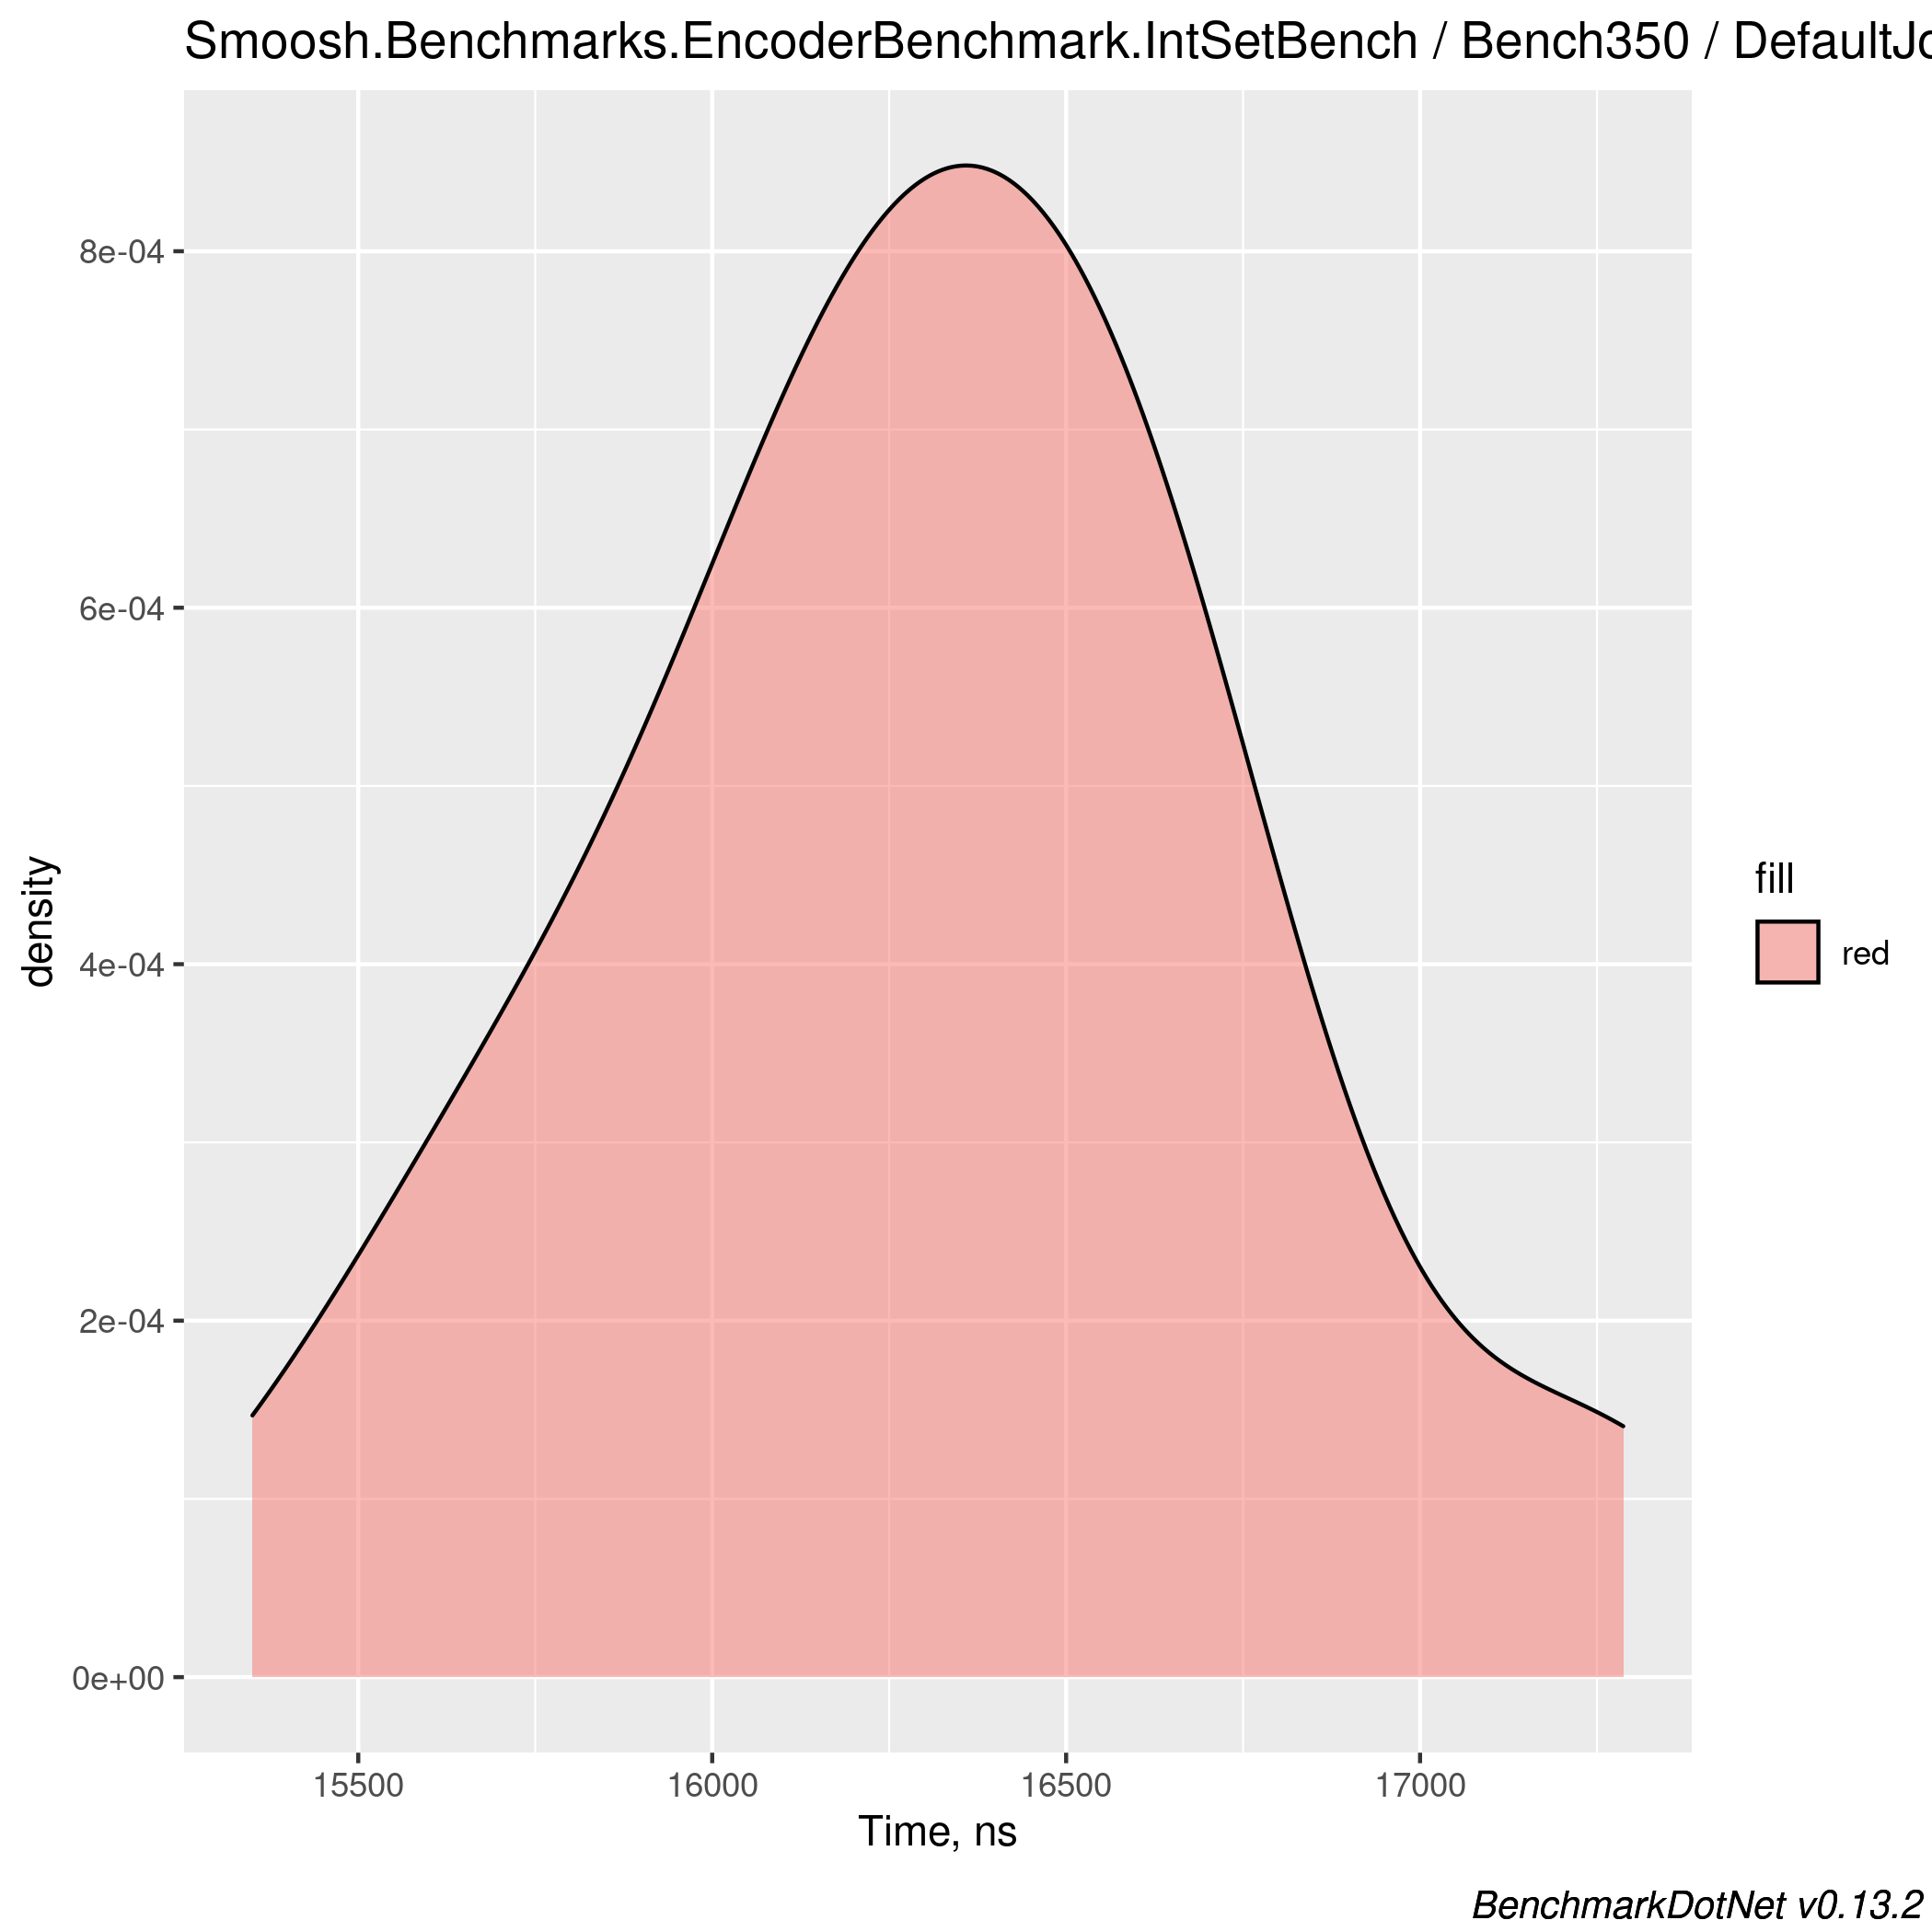 Smoosh.Benchmarks.EncoderBenchmark.IntSetBench / Bench350 /
density
8e-04
6e-04
4e-04
2e-04
0e+00
15500 16000 16500 17000
Time, ns
fill
red
BenchmarkDotNet v0.13.2